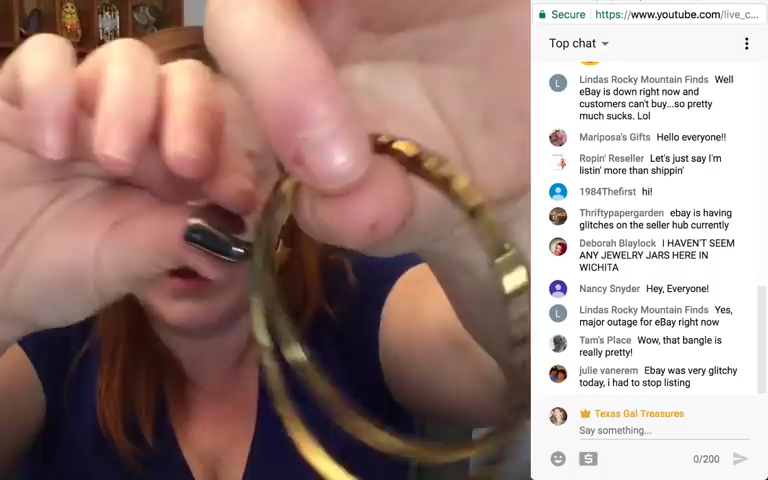 Secure https://www.youtube.com/live_c...
Top chat
Lindas Rocky Mountain Finds Well
eBay is down right now and
customers can't buy...so pretty
much sucks. Lol
Mariposa's Gifts Hello everyone!!
Ropin' Reseller Let's just say I'm
listin' more than shippin'
1984Thefirst hi!
Thriftypapergarden ebay is having
glitches on the seller hub currently
Deborah Blaylock I HAVEN'T SEEM
ANY JEWELRY JARS HERE IN
WICHITA
Nancy Snyder Hey, Everyone!
L
Lindas Rocky Mountain Finds Yes,
major outage for eBay right now
Tam's Place Wow, that bangle is
really pretty!
julie vanerem Ebay was very glitchy
today, i had to stop listing
Texas Gal Treasures
Say something...
0/200